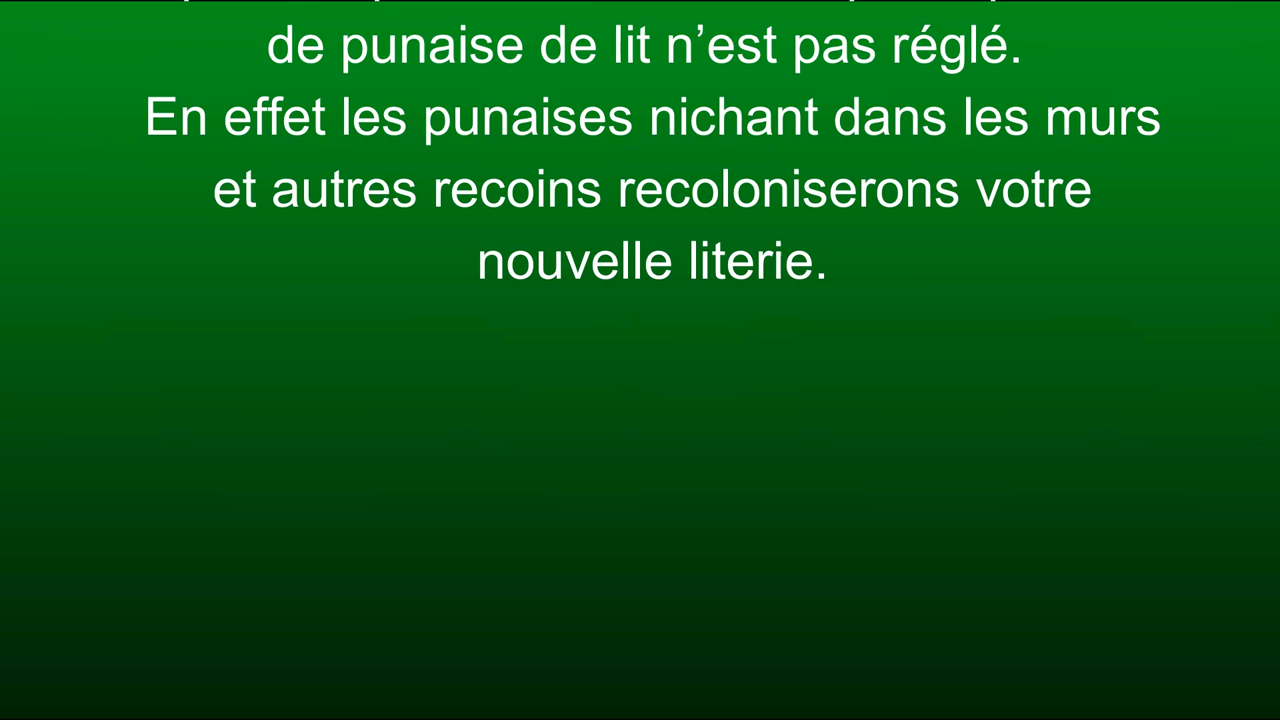 de punaise de lit n’est pas réglé.
En effet les punaises nichant dans les murs
et autres recoins recoloniserons votre
nouvelle literie.